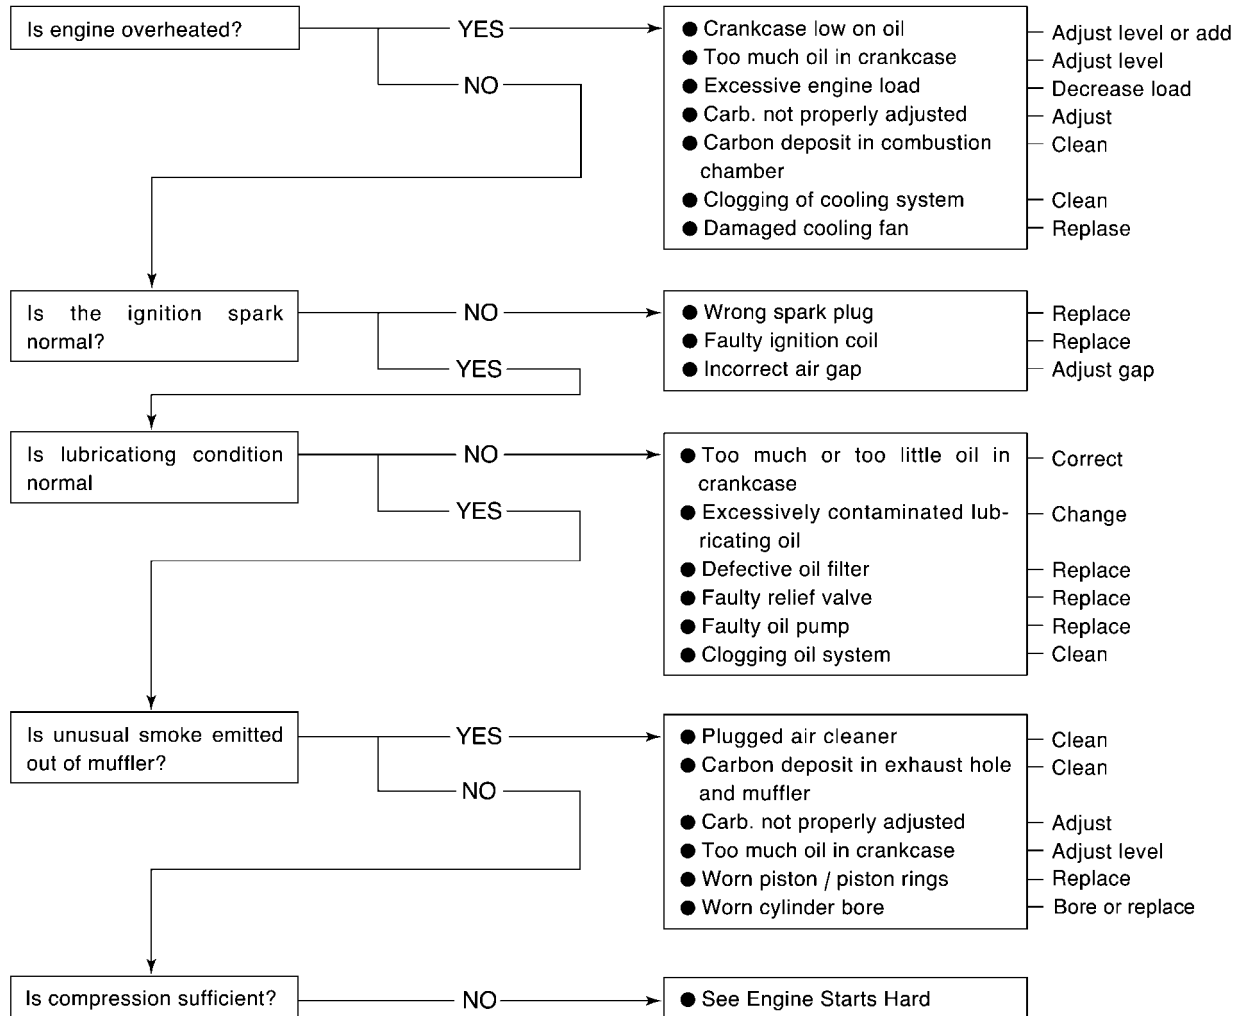 Is engine overheated?
YES
NO
● Crankcase low on oil
Adjust level or add
● Too much oil in crankcase
Adjust level
● Excessive engine load
Decrease load
● Carb. not properly adjusted
Adjust
● Carbon deposit in combustion
chamber
Clean
● Clogging of cooling system
Clean
● Damaged cooling fan
Replase
Is the ignition spark
normal?
NO
YES
● Wrong spark plug
Replace
● Faulty ignition coil
Replace
● Incorrect air gap
Adjust gap
Is lubricationg condition
normal
NO
YES
● Too much or too little oil in
crankcase
Correct
● Excessively contaminated lub-
ricating oil
Change
● Defective oil filter
Replace
● Faulty relief valve
Replace
● Faulty oil pump
Replace
● Clogging oil system
Clean
Is unusual smoke emitted
out of muffler?
YES
NO
● Plugged air cleaner
Clean
● Carbon deposit in exhaust hole
and muffler
Clean
● Carb. not properly adjusted
Adjust
● Too much oil in crankcase
Adjust level
● Worn piston / piston rings
Replace
● Worn cylinder bore
Bore or replace
Is compression sufficient?
NO
● See Engine Starts Hard